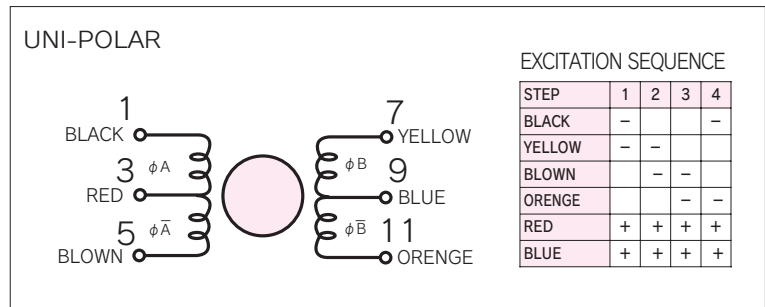 UNI-POLAR
1
BLACK
3 φA
RED
5 φA̅
BLOWN
7
YELLOW
φB 9
BLUE
φB̅ 11
ORENGE
EXCITATION SEQUENCE
STEP 1 2 3 4
BLACK – –
YELLOW – –
BLOWN – –
ORENGE – –
RED + + + +
BLUE + + + +